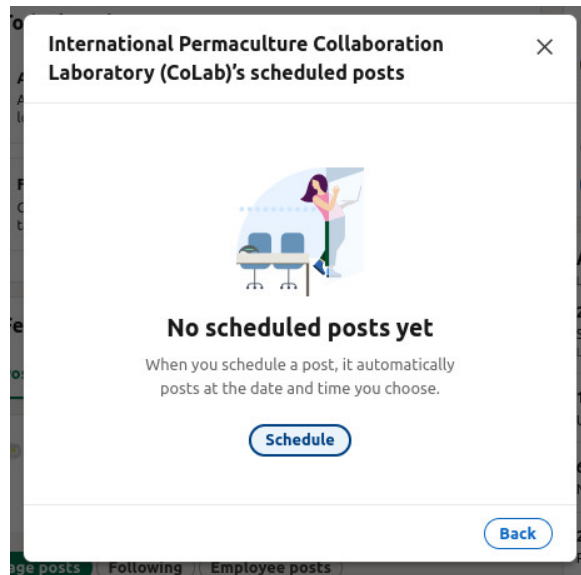 International Permaculture Collaboration
Laboratory (CoLab)’s scheduled posts
No scheduled posts yet
When you schedule a post, it automatically
posts at the date and time you choose.
Schedule
Back
posts
Following
Employee posts